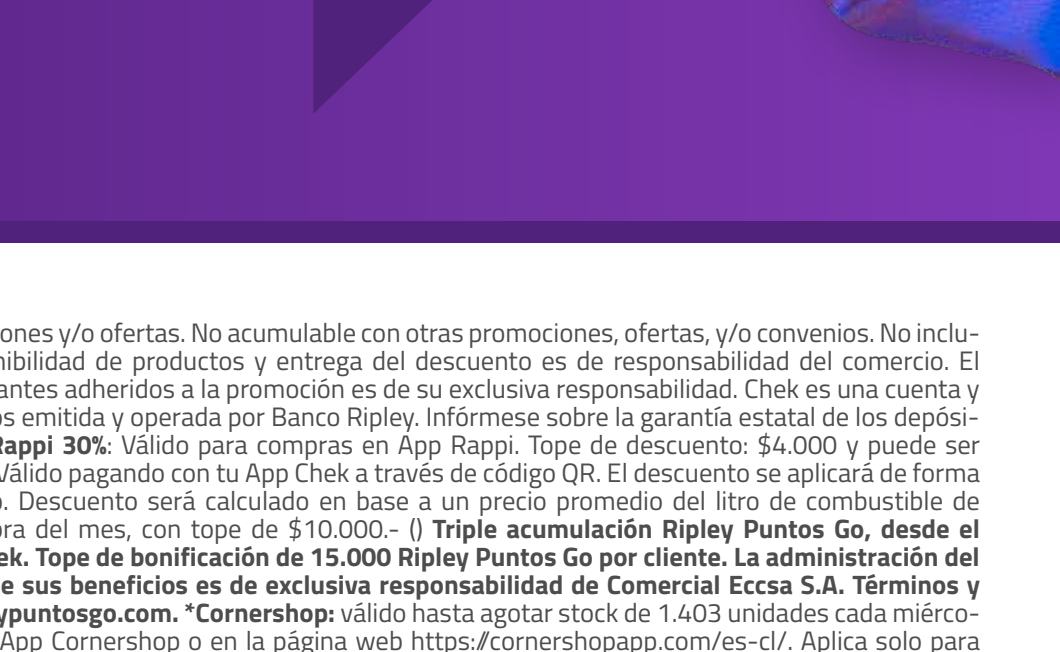 ones y/o ofertas. No acumulable con otras promociones, ofertas, y/o convenios. No inclu-
nibilidad de productos y entrega del descuento es de responsabilidad del comercio. El
antes adheridos a la promoción es de su exclusiva responsabilidad. Chek es una cuenta y
os emitida y operada por Banco Ripley. Infórmese sobre la garantía estatal de los depósi-
Rappi 30%: Válido para compras en App Rappi. Tope de descuento: $4.000 y puede ser
Válido pagando con tu App Chek a través de código QR. El descuento se aplicará de forma
o. Descuento será calculado en base a un precio promedio del litro de combustible de
ora del mes, con tope de $10.000.- () Triple acumulación Ripley Puntos Go, desde el
ek. Tope de bonificación de 15.000 Ripley Puntos Go por cliente. La administración del
e sus beneficios es de exclusiva responsabilidad de Comercial Eccsa S.A. Términos y
ypuntosgo.com. *Cornershop: válido hasta agotar stock de 1.403 unidades cada miérco-
App Cornershop o en la página web https://cornershopapp.com/es-cl/. Aplica solo para